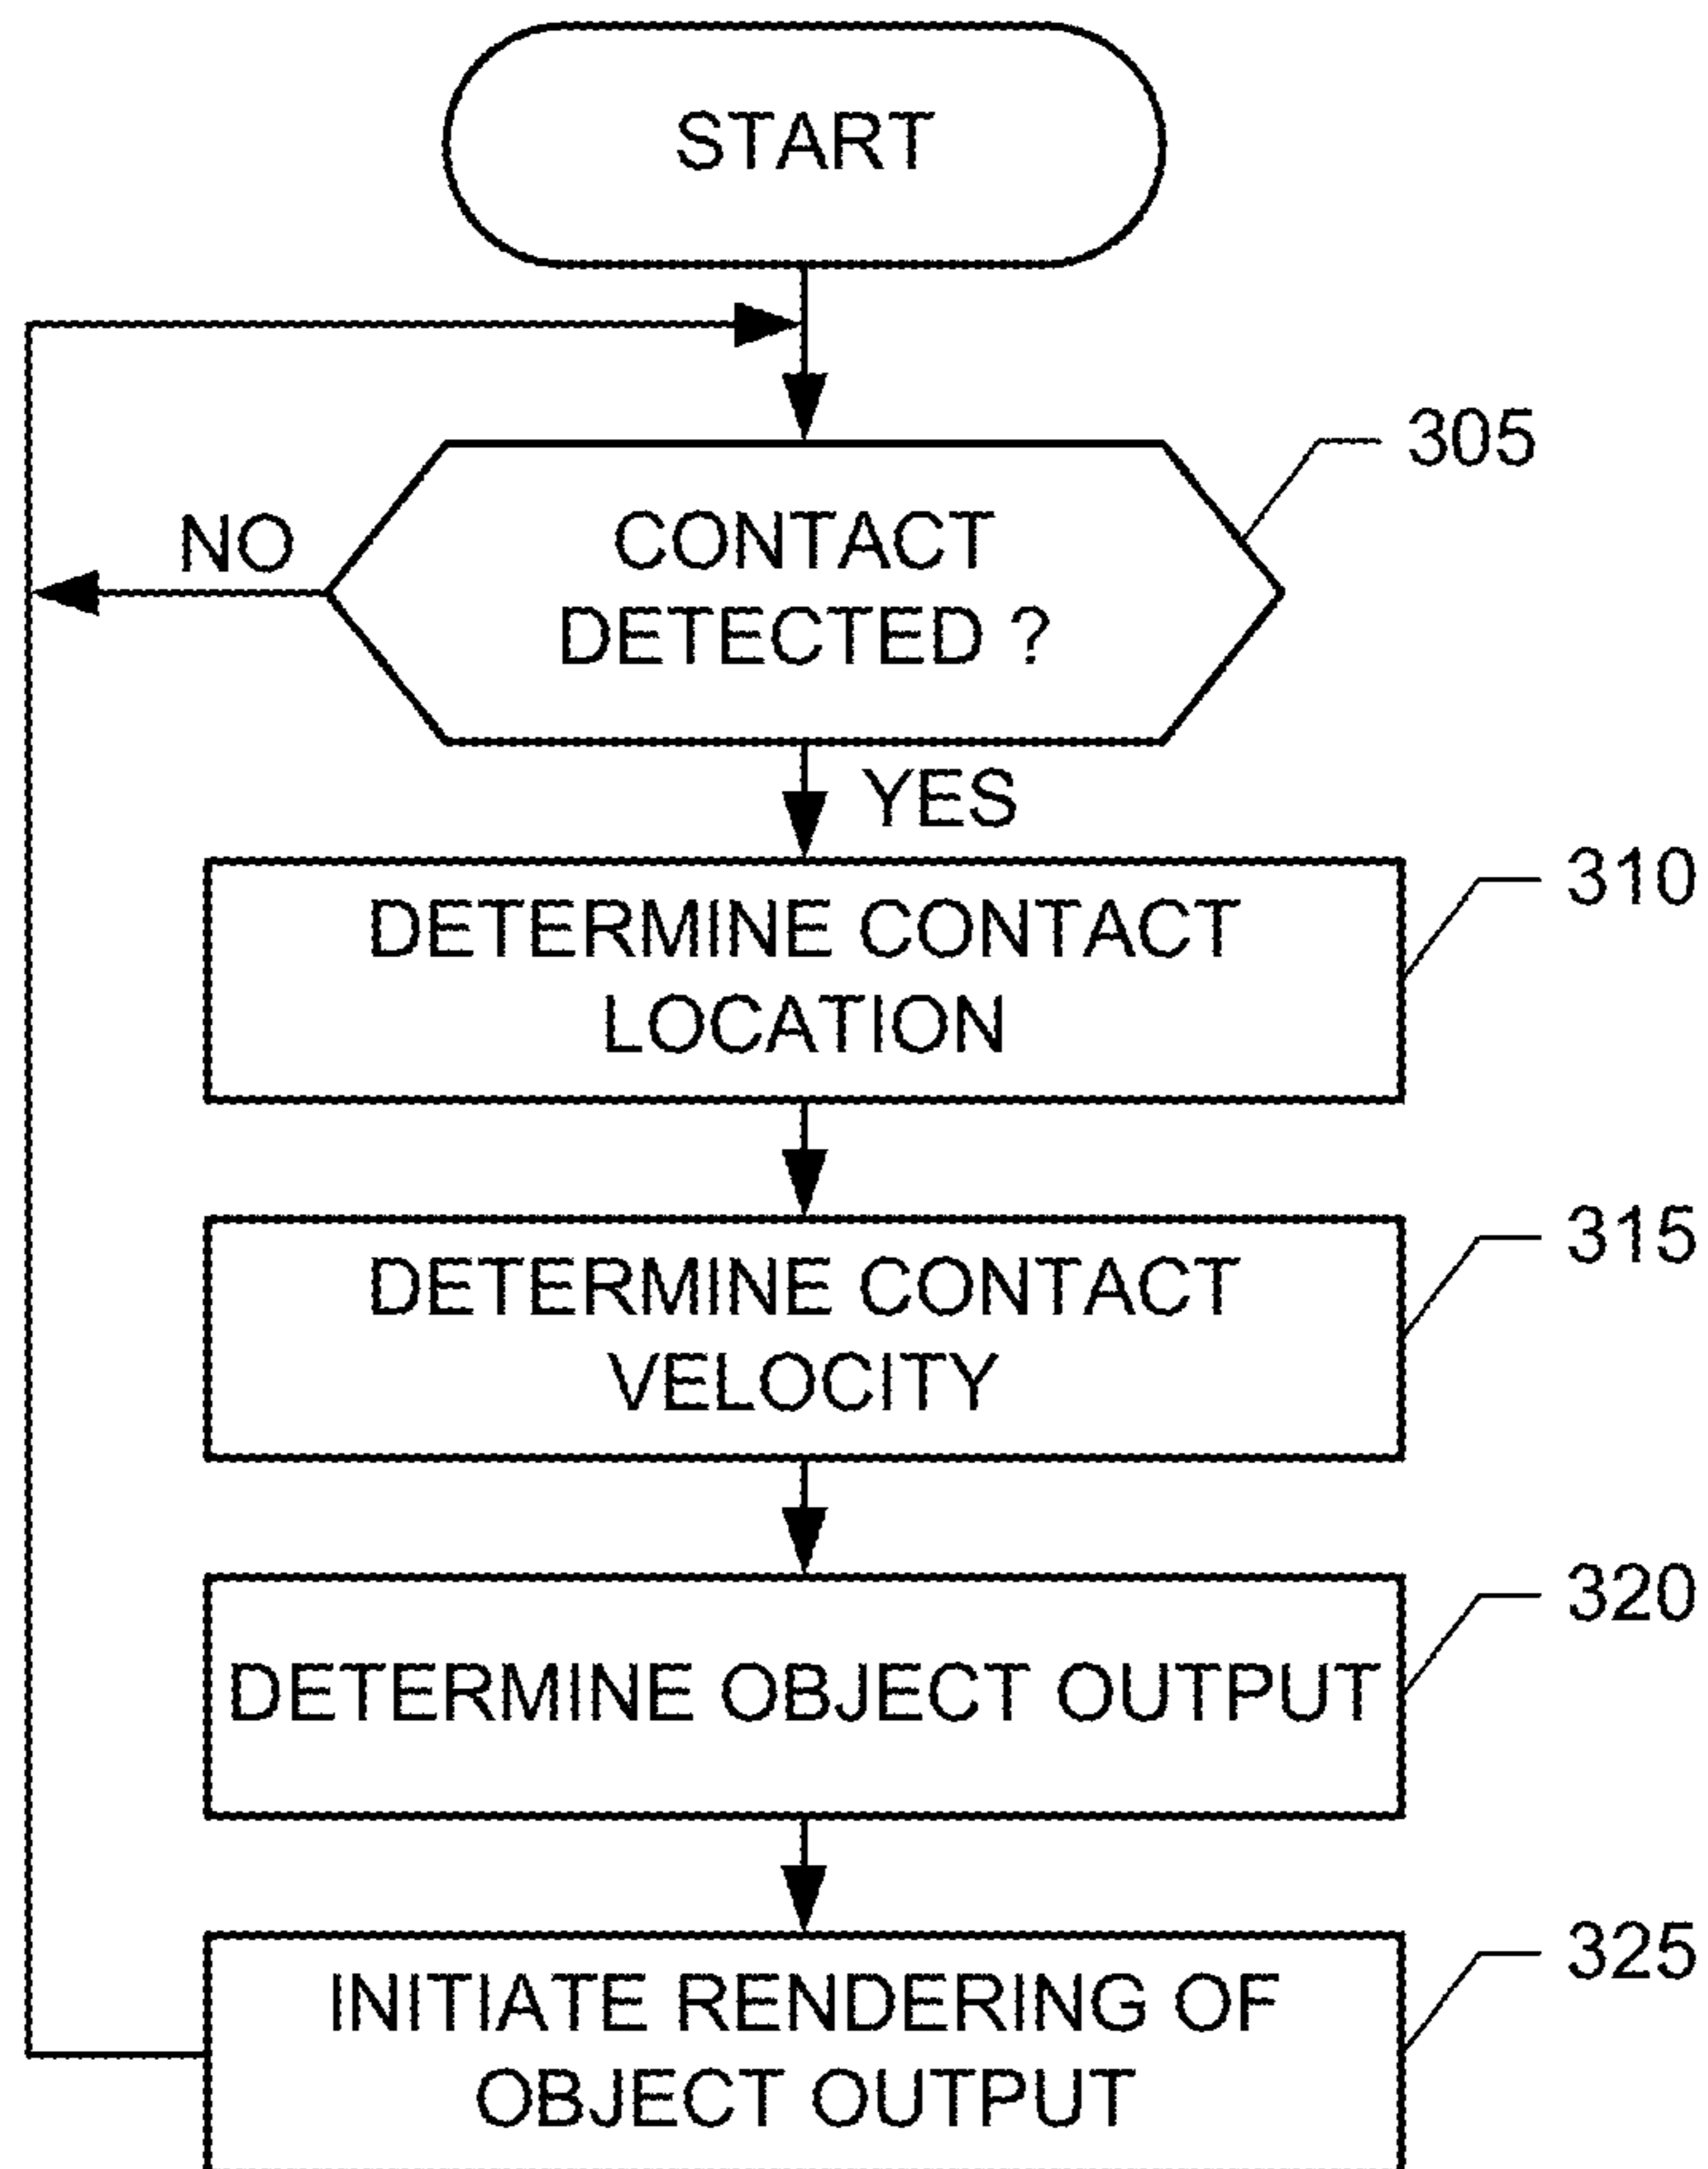 START
305
CONTACT
DETECTED ?
NO
YES
310
DETERMINE CONTACT
LOCATION
315
DETERMINE CONTACT
VELOCITY
320
DETERMINE OBJECT OUTPUT
325
INITIATE RENDERING OF
OBJECT OUTPUT